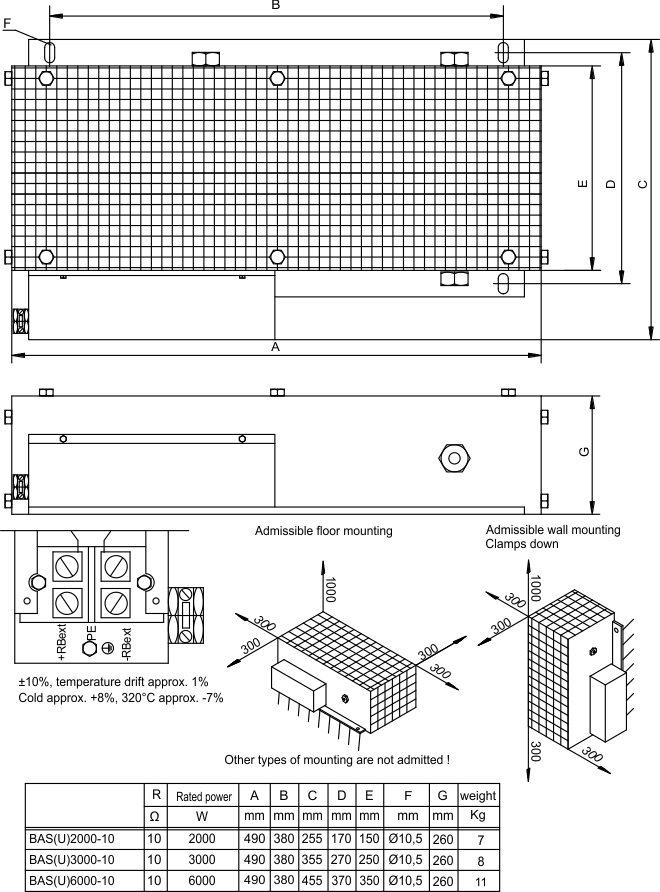 B
F
E
D
C
A
G
Admissible floor mounting
Admissible wall mounting
Clamps down
1000
300
300
300
300
1000
300
300
300
300
+RBext
PE
-RBext
±10%, temperature drift approx. 1%
Cold approx. +8%, 320°C approx. -7%
Other types of mounting are not admitted !
R Rated power A B C D E F G weight
Ω W mm mm mm mm mm mm mm Kg
BAS(U)2000-10 10 2000 490 380 255 170 150 Ø10,5 260 7
BAS(U)3000-10 10 3000 490 380 355 270 250 Ø10,5 260 8
BAS(U)6000-10 10 6000 490 380 455 370 350 Ø10,5 260 11